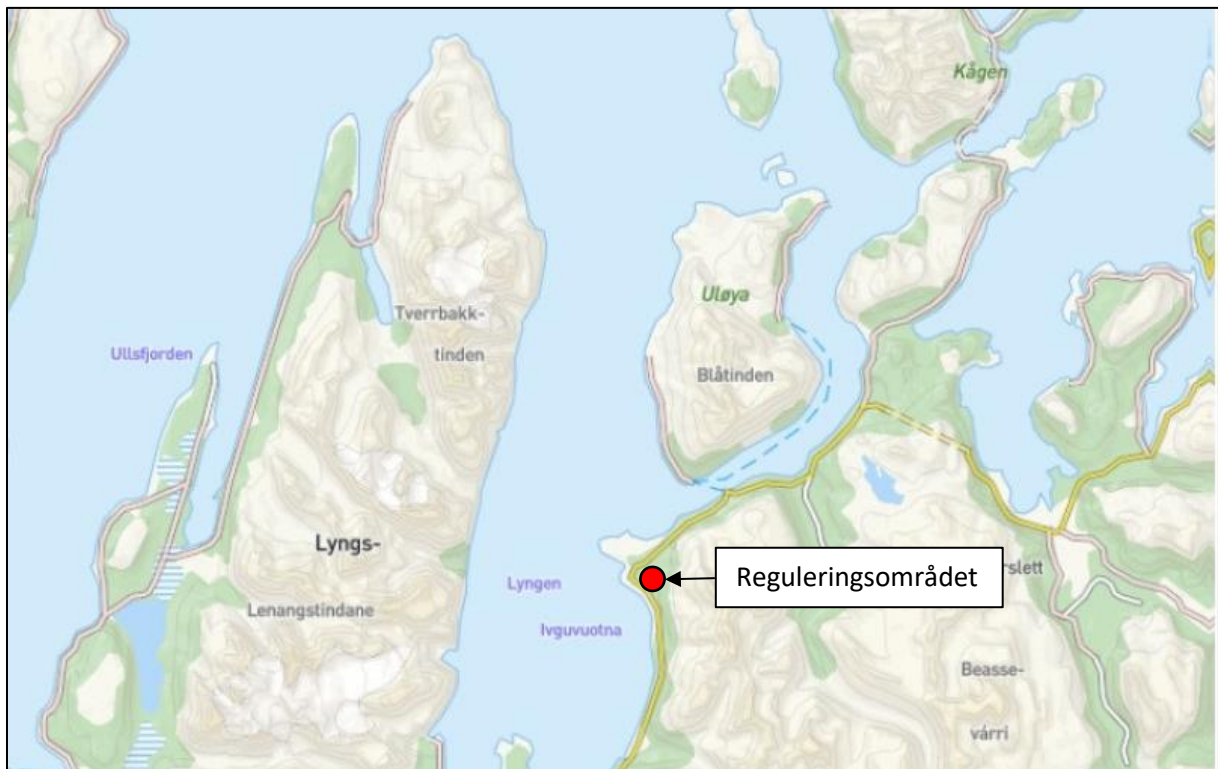 Kågen
Uløya
Tverrbakk-
tinden
Ullsfjorden
Blåtinden
Lyngs-
Reguleringsområdet
rslett
Lyngen
Lenangstindane
Ivguvuotna
Beasse-
várri